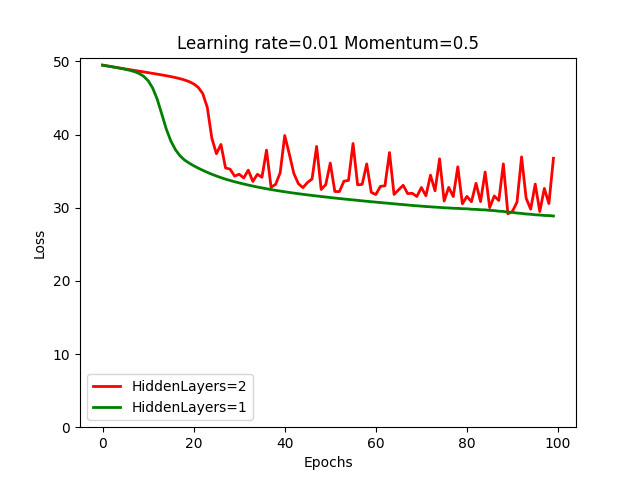 Learning rate=0.01 Momentum=0.5
50
40
30
20
10
0
Loss
HiddenLayers=2
HiddenLayers=1
0 20 40 60 80 100
Epochs